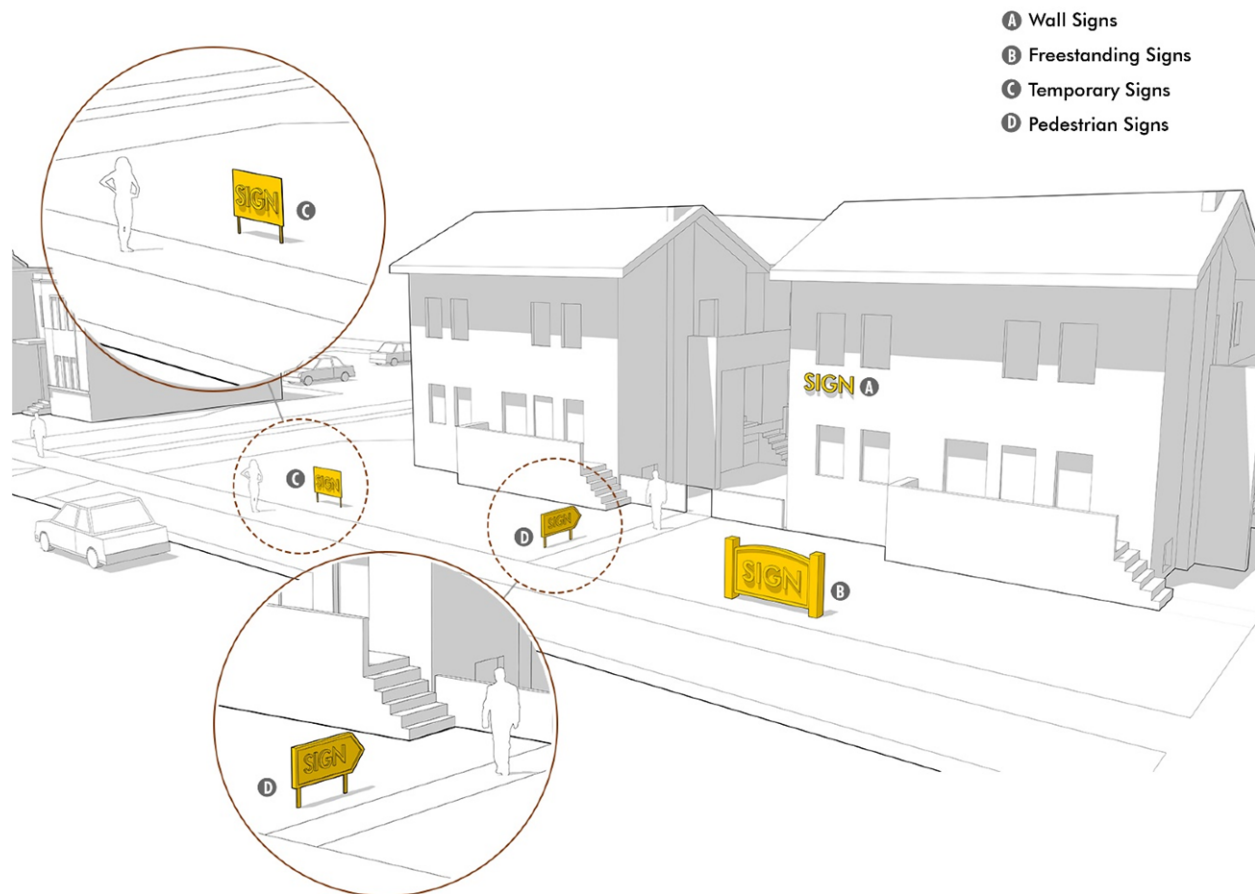 A Wall Signs
B Freestanding Signs
C Temporary Signs
D Pedestrian Signs
SIGN
C
SIGN A
C SIGN
D SIGN
SIGN B
SIGN
D